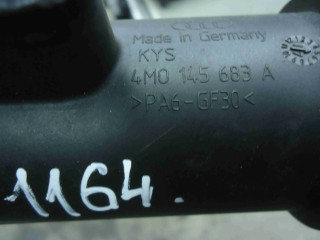 Made in Germany
KYS
4M0 145 683 A
>PA6-GF30<
1164.